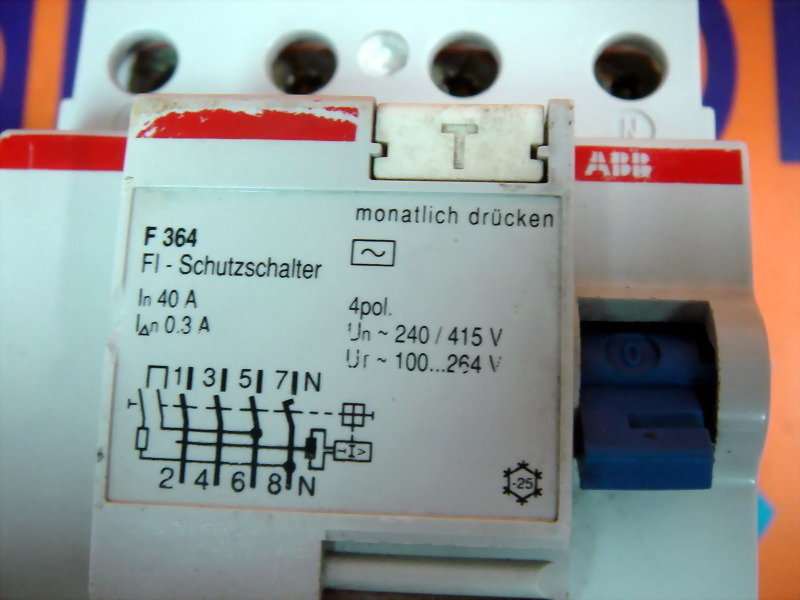 N
T
ABB
monatlich drücken
F 364
FI - Schutzschalter
In 40 A
I∆n 0.3 A
4pol.
Un ~ 240 / 415 V
Ur ~ 100...264 V
1 3 5 7 N
I>
2 4 6 8 N
-25
O